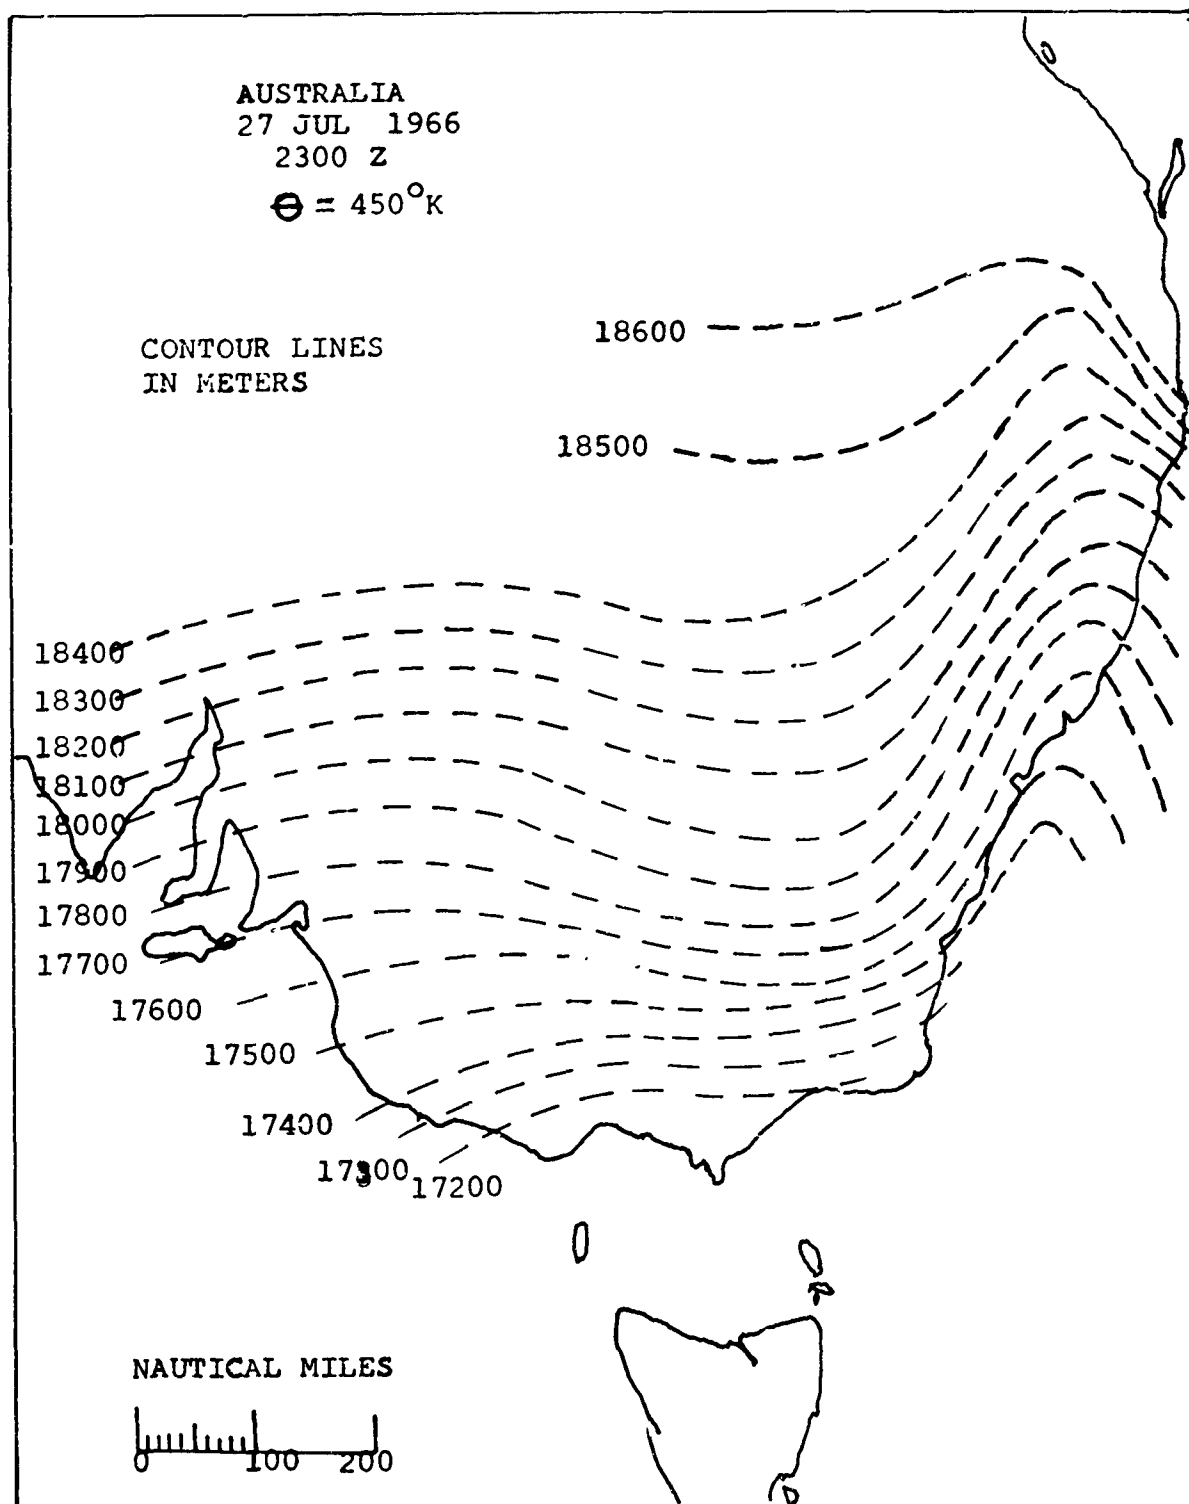 AUSTRALIA
27 JUL 1966
2300 Z
Θ = 450°K
CONTOUR LINES
IN METERS
18600
18500
18400
18300
18200
18100
18000
17900
17800
17700
17600
17500
17400
17300
17200
NAUTICAL MILES
0 100 200